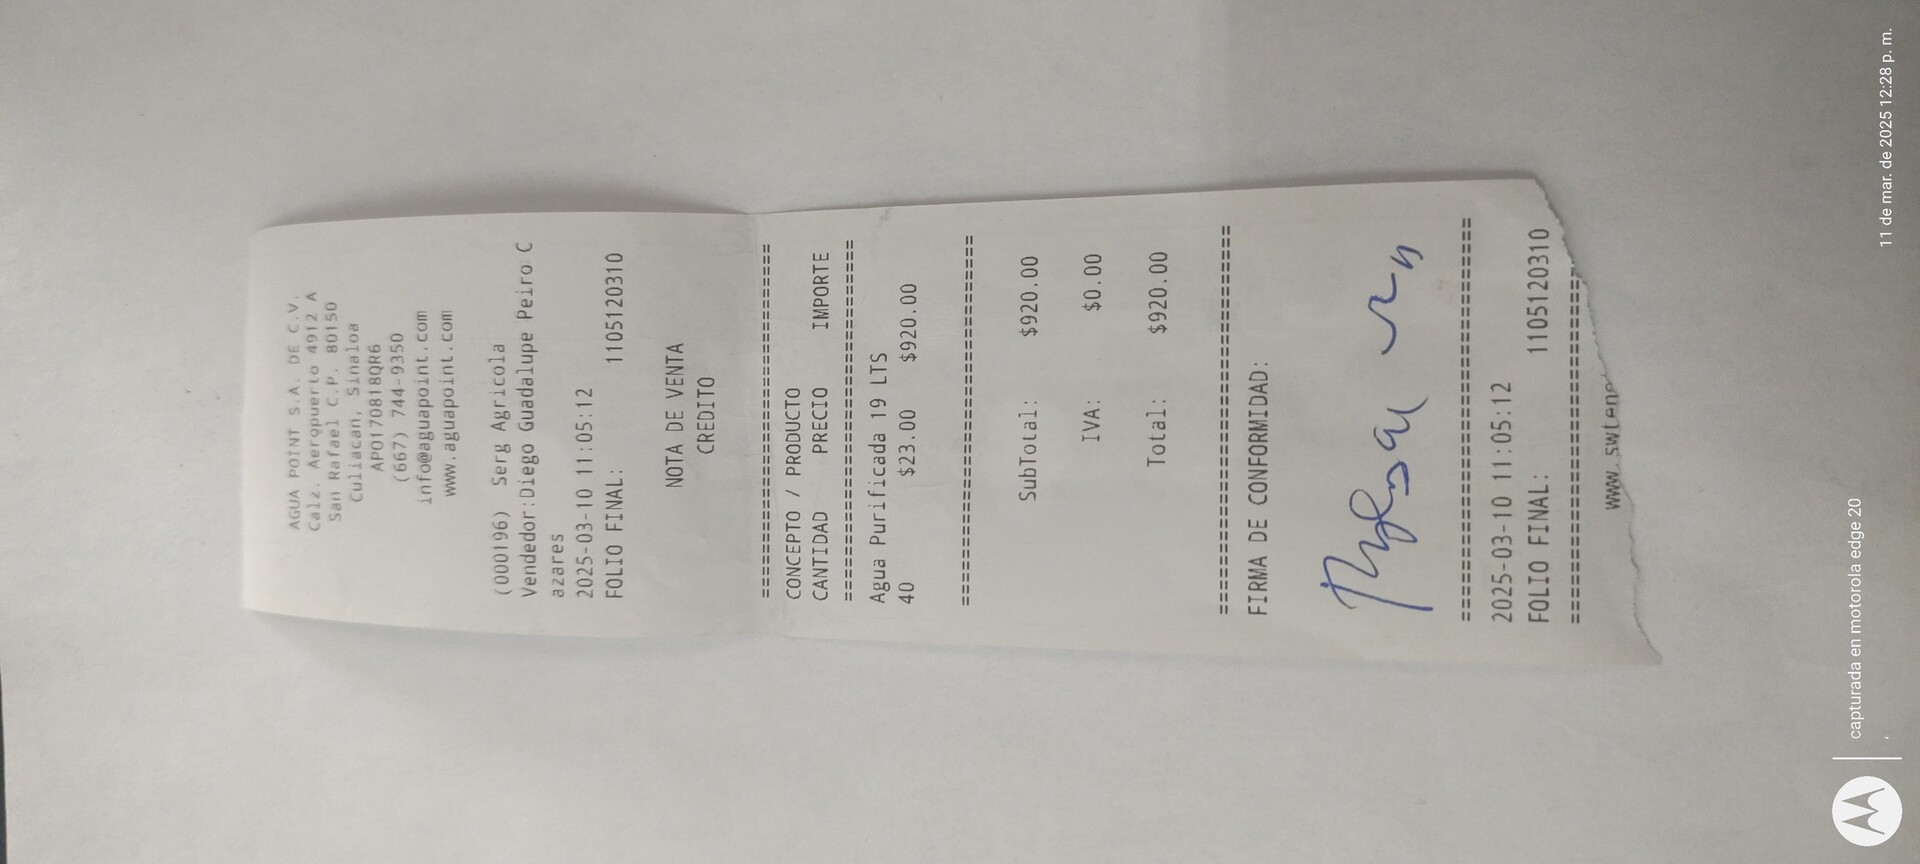 AGUA POINT S.A. DE C.V.
Calz. Aeropuerto 4912 A
San Rafael C.P. 80150
Culiacan, Sinaloa
APO170818QR6
(667) 744-9350
info@aguapoint.com
www.aguapoint.com
(000196) Serg Agricola
Vendedor:Diego Guadalupe Peiro C
azares
2025-03-10 11:05:12
FOLIO FINAL: 1105120310
NOTA DE VENTA
CREDITO
================================
CONCEPTO / PRODUCTO
CANTIDAD PRECIO IMPORTE
================================
Agua Purificada 19 LTS
40 $23.00 $920.00
================================
SubTotal: $920.00
IVA: $0.00
Total: $920.00
================================
FIRMA DE CONFORMIDAD:
================================
2025-03-10 11:05:12
FOLIO FINAL: 1105120310
================================
capturada en motorola edge 20
11 de mar. de 2025 12:28 p. m.